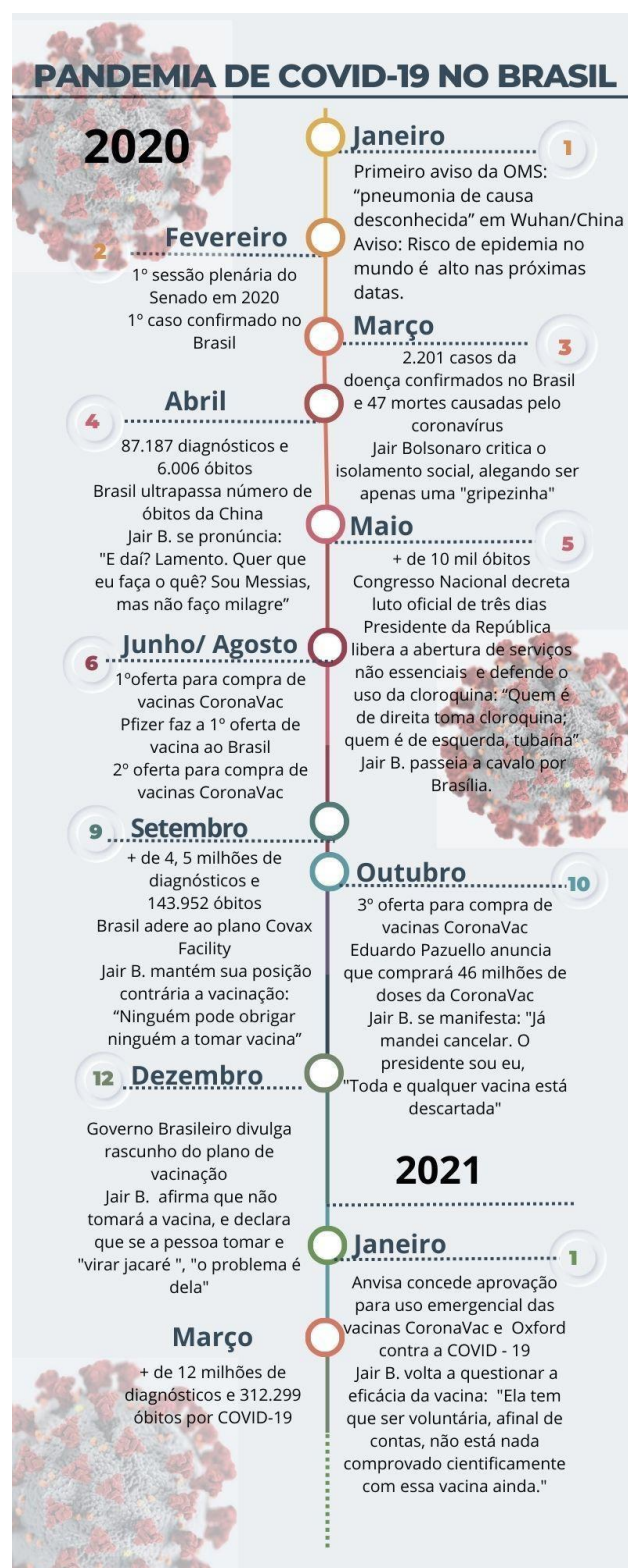 PANDEMIA DE COVID-19 NO BRASIL
2020
Janeiro
1
Primeiro aviso da OMS:
“pneumonia de causa
desconhecida” em Wuhan/China
Aviso: Risco de epidemia no
mundo é alto nas próximas
datas.
Fevereiro
2
1º sessão plenária do
Senado em 2020
1º caso confirmado no
Brasil
Março
3
2.201 casos da
doença confirmados no Brasil
e 47 mortes causadas pelo
coronavírus
Jair Bolsonaro critica o
isolamento social, alegando ser
apenas uma "gripezinha"
Abril
4
87.187 diagnósticos e
6.006 óbitos
Brasil ultrapassa número de
óbitos da China
Jair B. se pronúncia:
"E daí? Lamento. Quer que
eu faça o quê? Sou Messias,
mas não faço milagre”
Maio
5
+ de 10 mil óbitos
Congresso Nacional decreta
luto oficial de três dias
Presidente da República
libera a abertura de serviços
não essenciais e defende o
uso da cloroquina: “Quem é
de direita toma cloroquina;
quem é de esquerda, tubaína”
Jair B. passeia a cavalo por
Brasília.
Junho/ Agosto
6
1ºoferta para compra de
vacinas CoronaVac
Pfizer faz a 1º oferta de
vacina ao Brasil
2º oferta para compra de
vacinas CoronaVac
9
Setembro
+ de 4, 5 milhões de
diagnósticos e
143.952 óbitos
Brasil adere ao plano Covax
Facility
Jair B. mantém sua posição
contrária a vacinação:
“Ninguém pode obrigar
ninguém a tomar vacina”
Outubro
10
3º oferta para compra de
vacinas CoronaVac
Eduardo Pazuello anuncia
que comprará 46 milhões de
doses da CoronaVac
Jair B. se manifesta: "Já
mandei cancelar. O
presidente sou eu,
"Toda e qualquer vacina está
descartada"
12
Dezembro
Governo Brasileiro divulga
rascunho do plano de
vacinação
Jair B. afirma que não
tomará a vacina, e declara
que se a pessoa tomar e
"virar jacaré ", "o problema é
dela"
2021
Janeiro
1
Anvisa concede aprovação
para uso emergencial das
vacinas CoronaVac e Oxford
contra a COVID - 19
Jair B. volta a questionar a
eficácia da vacina: "Ela tem
que ser voluntária, afinal de
contas, não está nada
comprovado cientificamente
com essa vacina ainda."
Março
+ de 12 milhões de
diagnósticos e 312.299
óbitos por COVID-19